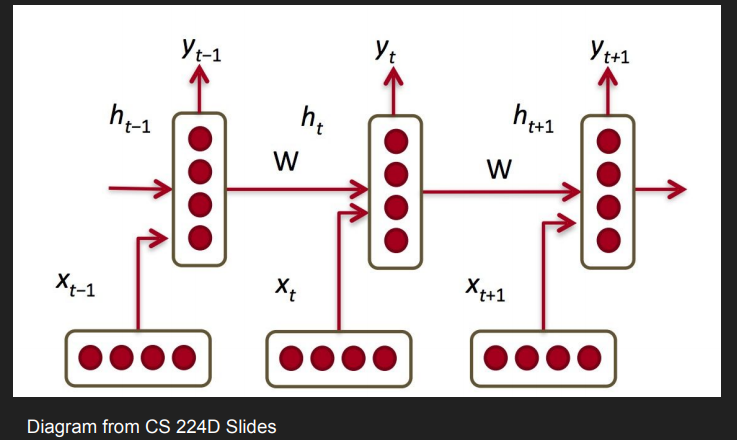 y_{t-1} y_t y_{t+1}
h_{t-1} h_t h_{t+1}
W W
x_{t-1} x_t x_{t+1}
Diagram from CS 224D Slides